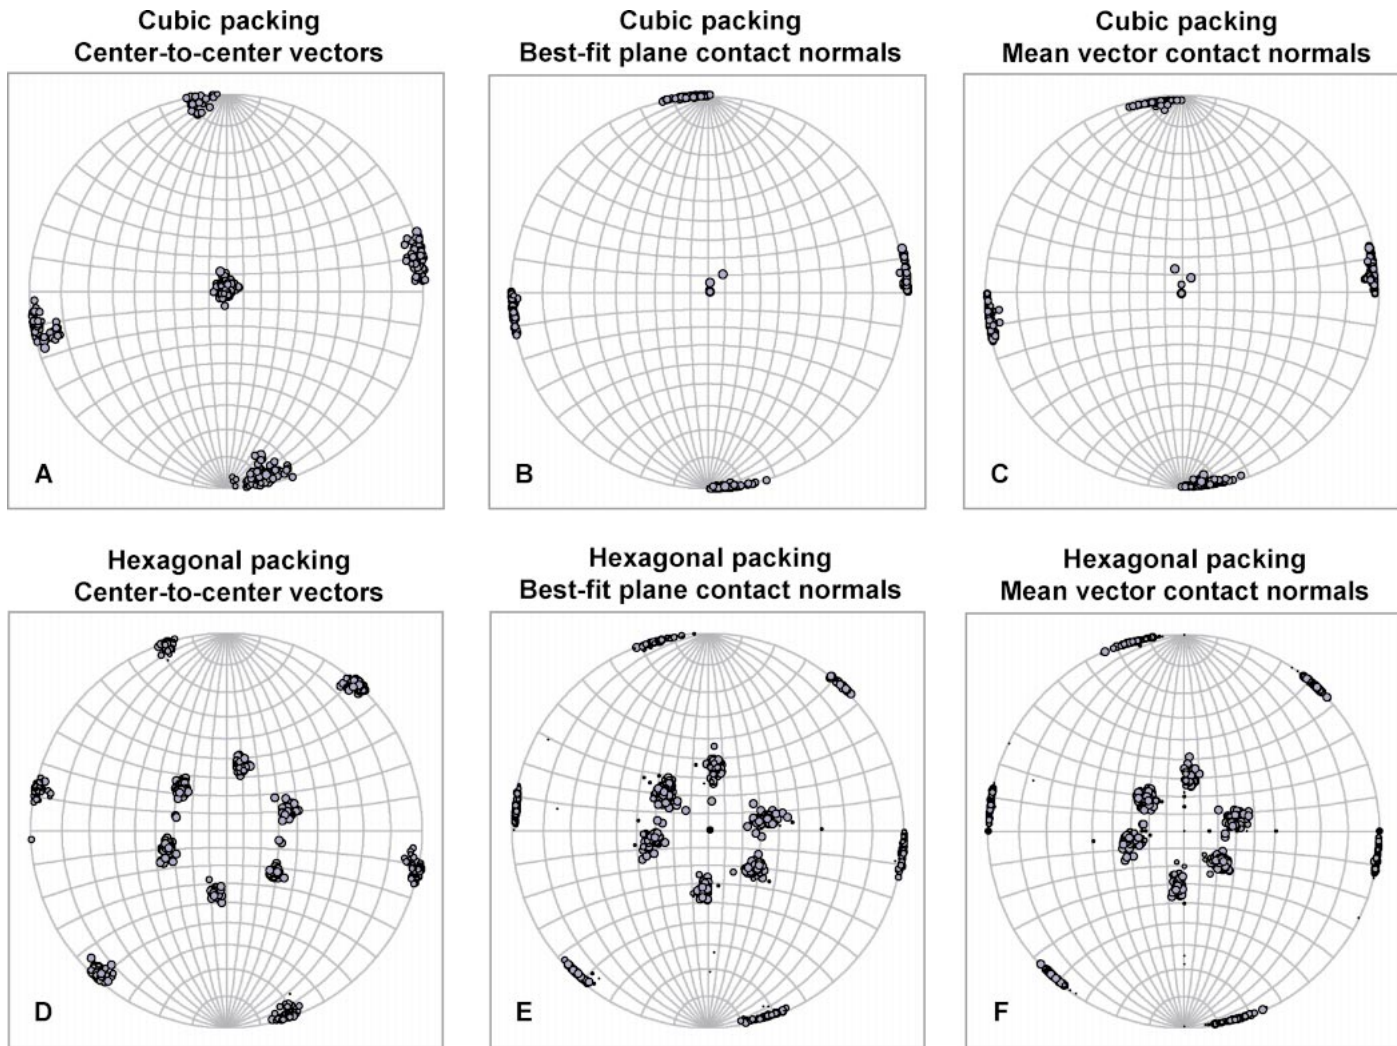 Cubic packing
Center-to-center vectors
Cubic packing
Best-fit plane contact normals
Cubic packing
Mean vector contact normals
A
B
C
Hexagonal packing
Center-to-center vectors
Hexagonal packing
Best-fit plane contact normals
Hexagonal packing
Mean vector contact normals
D
E
F